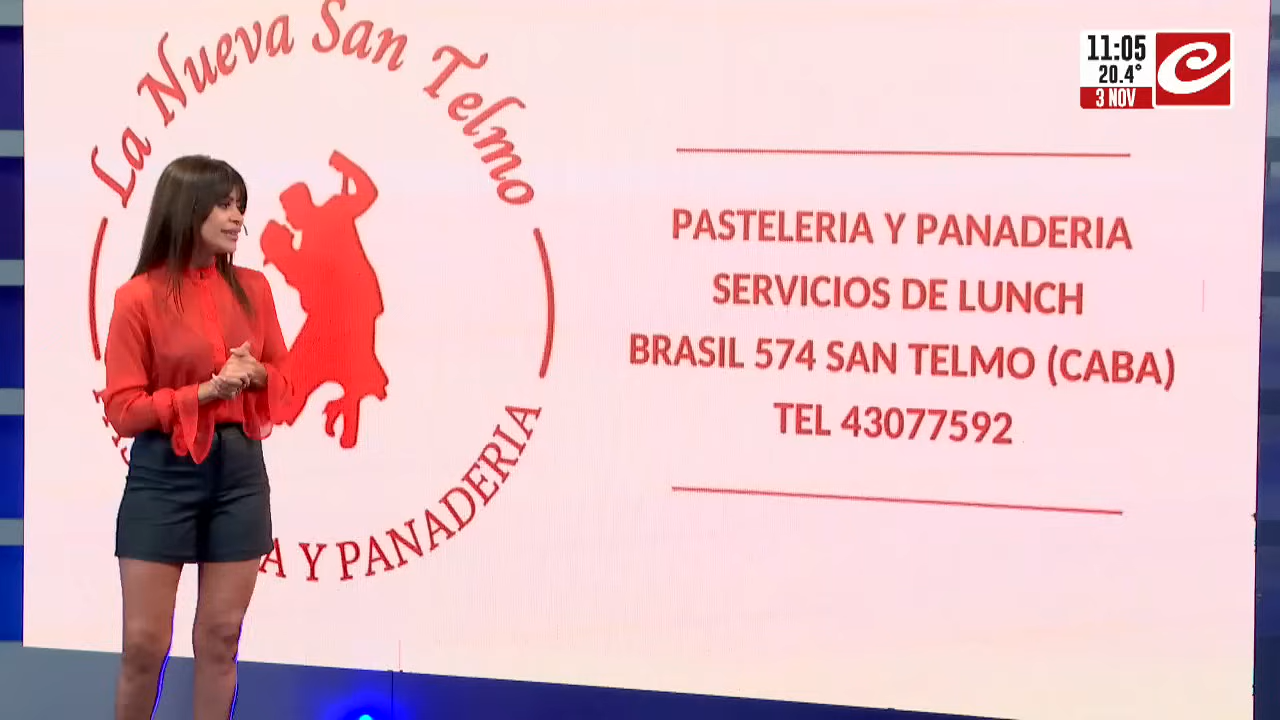 La Nueva San Telmo
A Y PANADERIA
PASTELERIA Y PANADERIA
SERVICIOS DE LUNCH
BRASIL 574 SAN TELMO (CABA)
TEL 43077592
11:05
20.4°
3 NOV